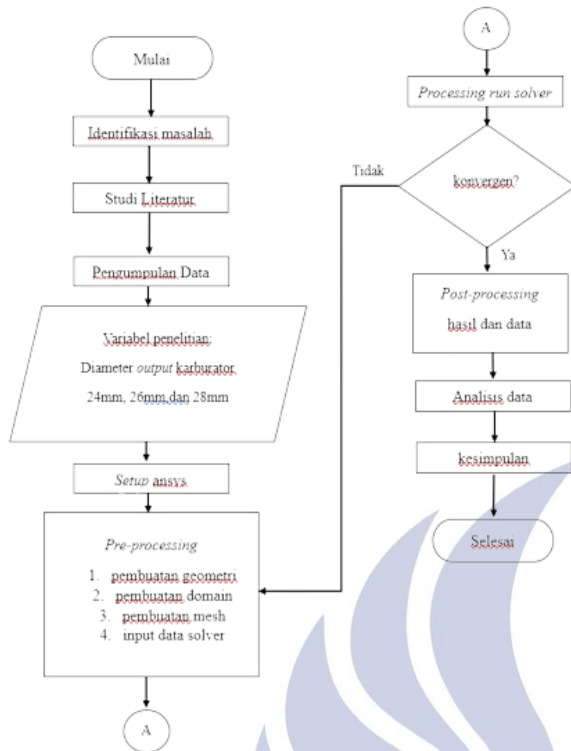 Mulai
Identifikasi masalah
Studi Literatur
Pengumpulan Data
Variabel penelitian:
Diameter output karburator
24mm, 26mm,dan 28mm
Setup ansys
Pre-processing
1. pembuatan geometri
2. pembuatan domain
3. pembuatan mesh
4. input data solver
A
A
Processing run solver
konvergen?
Tidak
Ya
Post-processing
hasil dan data
Analisis data
kesimpulan
Selesai